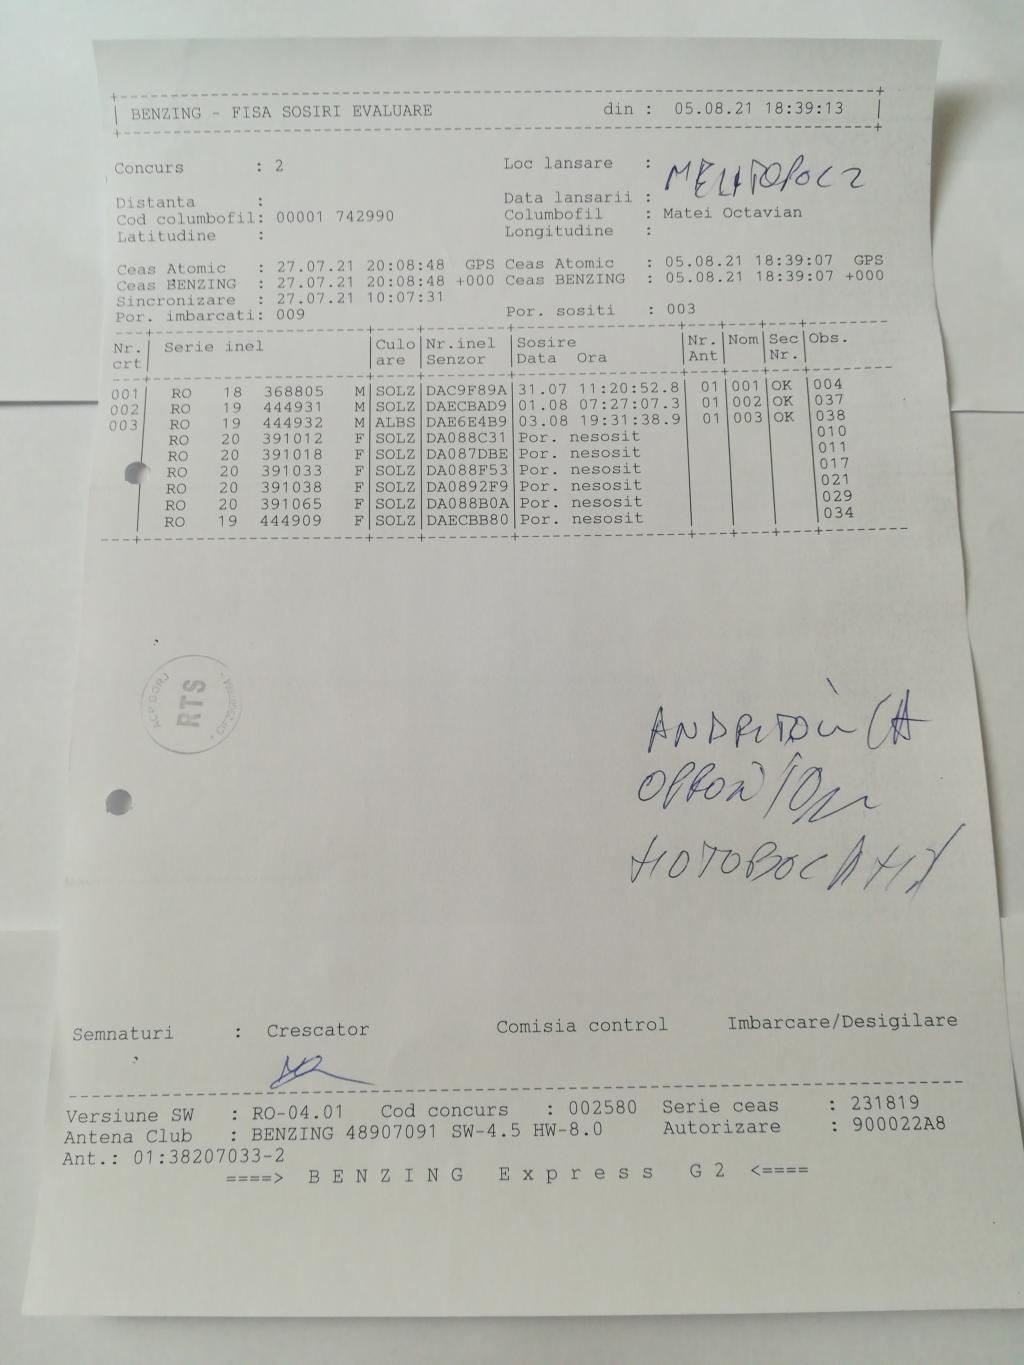 BENZING - FISA SOSIRI EVALUARE din : 05.08.21 18:39:13
Concurs : 2 Loc lansare : MELITOPOL 2
Distanta : Data lansarii :
Cod columbofil: 00001 742990 Columbofil : Matei Octavian
Latitudine : Longitudine :
Ceas Atomic : 27.07.21 20:08:48 GPS Ceas Atomic : 05.08.21 18:39:07 GPS
Ceas BENZING : 27.07.21 20:08:48 +000 Ceas BENZING : 05.08.21 18:39:07 +000
Sincronizare : 27.07.21 10:07:31
Por. imbarcati: 009 Por. sositi : 003
Nr. Serie inel Culo Nr.inel Sosire Nr. Nom Sec Obs.
crt are Senzor Data Ora Ant Nr.
001 RO 18 368805 M SOLZ DAC9F89A 31.07 11:20:52.8 01 001 OK 004
002 RO 19 444931 M SOLZ DAECBAD9 01.08 07:27:07.3 01 002 OK 037
003 RO 19 444932 M ALBS DAE6E4B9 03.08 19:31:38.9 01 003 OK 038
RO 20 391012 F SOLZ DA088C31 Por. nesosit 010
RO 20 391018 F SOLZ DA087DBE Por. nesosit 011
RO 20 391033 F SOLZ DA088F53 Por. nesosit 017
RO 20 391038 F SOLZ DA0892F9 Por. nesosit 021
RO 20 391065 F SOLZ DA088B0A Por. nesosit 029
RO 19 444909 F SOLZ DAECBB80 Por. nesosit 034
ACP GORJ
RTS
Semnaturi : Crescator Comisia control Imbarcare/Desigilare
Versiune SW : RO-04.01 Cod concurs : 002580 Serie ceas : 231819
Antena Club : BENZING 48907091 SW-4.5 HW-8.0 Autorizare : 900022A8
Ant.: 01:38207033-2
====> BENZING Express G2 <====